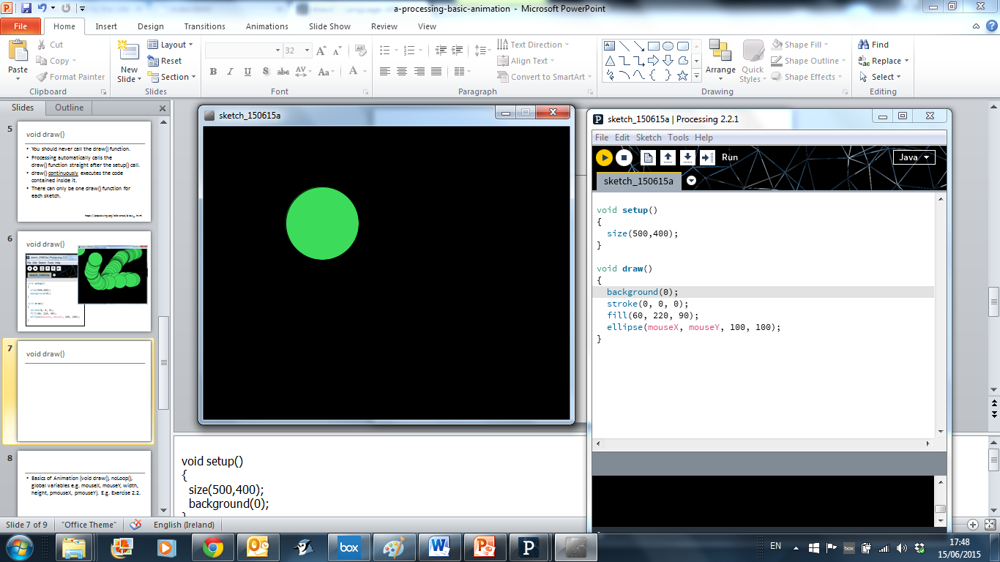 a-processing-basic-animation - Microsoft PowerPoint
File Home Insert Design Transitions Animations Slide Show Review View
Paste
Cut
Copy
Format Painter
Clipboard
New Slide
Layout
Reset
Section
Slides
32
B I U S abc AV Aa A
Font
Text Direction
Align Text
Convert to SmartArt
Paragraph
Arrange
Quick Styles
Shape Fill
Shape Outline
Shape Effects
Drawing
Find
Replace
Select
Editing
Slides Outline
5
void draw()
• You should never call the draw() function.
• Processing automatically calls the
draw() function straight after the setup() call.
• draw() continuously executes the code
contained inside it.
• There can only be one draw() function for
each sketch.
6
void draw()
7
void draw()
8
• Basics of Animation (void draw(), noLoop(),
global variables e.g. mouseX, mouseY, width,
height, pmouseX, pmouseY). E.g. Exercise 2.2.
sketch_150615a
sketch_150615a | Processing 2.2.1
File Edit Sketch Tools Help
Run
Java
sketch_150615a
void setup()
{
size(500,400);
}
void draw()
{
background(0);
stroke(0, 0, 0);
fill(60, 220, 90);
ellipse(mouseX, mouseY, 100, 100);
}
void setup()
{
size(500,400);
background(0);
}
Slide 7 of 9 "Office Theme" English (Ireland)
box
EN
box
17:48
15/06/2015